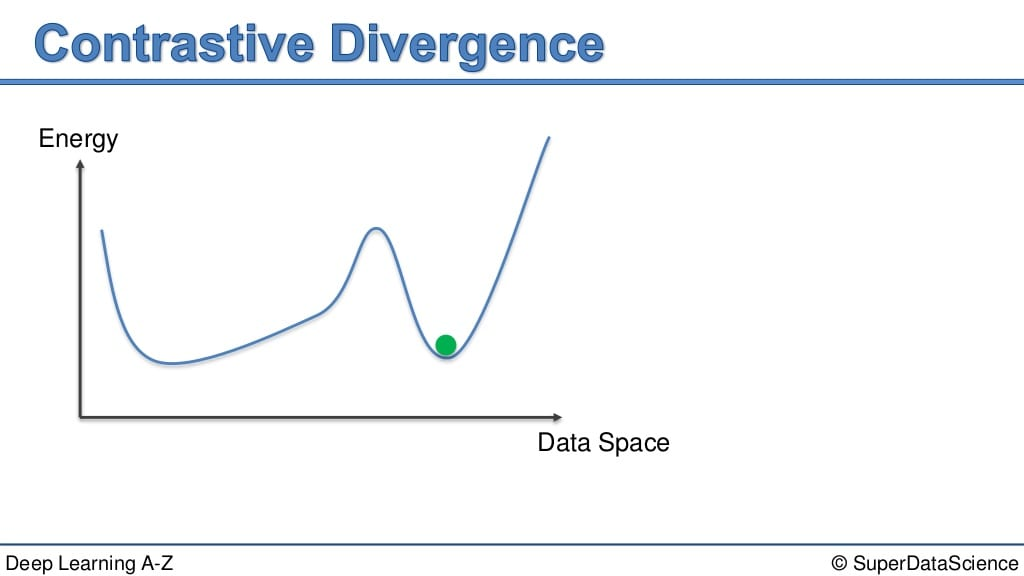 Contrastive Divergence
Energy
Data Space
Deep Learning A-Z
© SuperDataScience